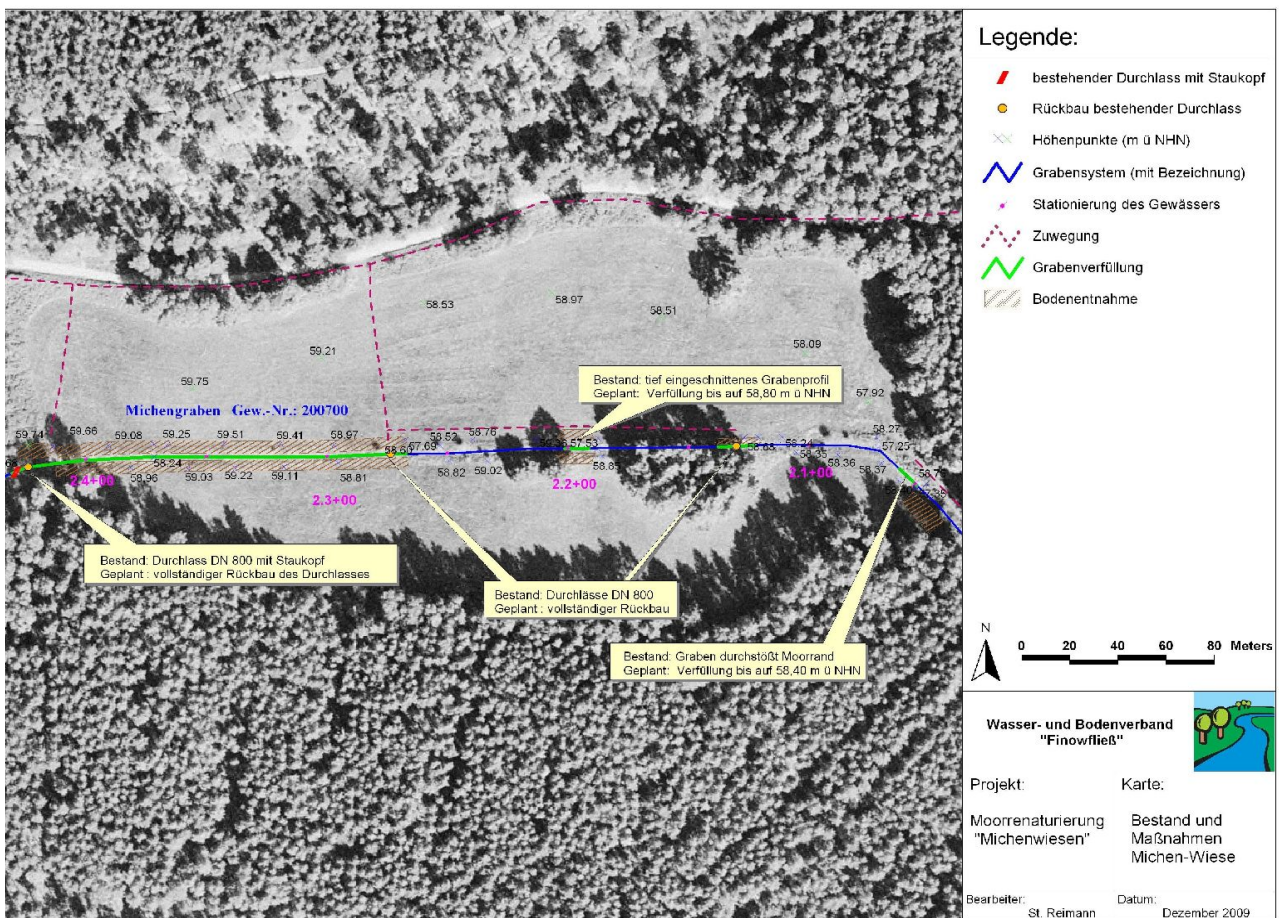 Legende:
bestehender Durchlass mit Staukopf
Rückbau bestehender Durchlass
Höhenpunkte (m ü NHN)
Grabensystem (mit Bezeichnung)
Stationierung des Gewässers
Zuwegung
Grabenverfüllung
Bodenentnahme
58.53
58.97
58.51
59.21
58.09
59.75
57.92
Bestand: tief eingeschnittenes Grabenprofil
Geplant: Verfüllung bis auf 58,80 m ü NHN
Michengraben Gew.-Nr.: 200700
59.74
59.66
59.08
59.25
59.51
59.41
58.97
58.60
57.69
58.52
58.76
57.53
58.68
58.24
58.35
58.27
57.25
58.24
58.96
59.03
59.22
59.11
58.81
58.82
59.02
58.85
58.36
58.37
2.4+00
2.3+00
2.2+00
2.1+00
Bestand: Durchlass DN 800 mit Staukopf
Geplant : vollständiger Rückbau des Durchlasses
Bestand: Durchlässe DN 800
Geplant : vollständiger Rückbau
Bestand: Graben durchstößt Moorrand
Geplant: Verfüllung bis auf 58,40 m ü NHN
N
0 20 40 60 80 Meters
Wasser- und Bodenverband
"Finowfließ"
Projekt:
Moorrenaturierung
"Michenwiesen"
Karte:
Bestand und
Maßnahmen
Michen-Wiese
Bearbeiter:
St. Reimann
Datum:
Dezember 2009